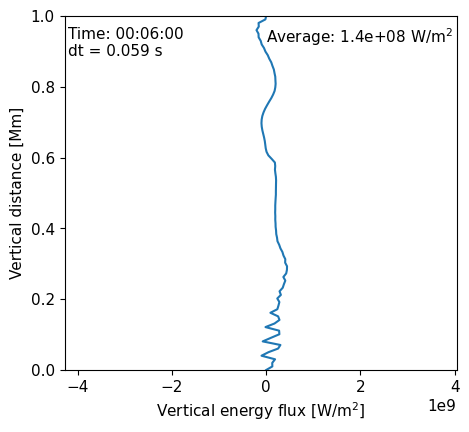 Time: 00:06:00
dt = 0.059 s
Average: 1.4e+08 W/m²
Vertical distance [Mm]
1.0
0.8
0.6
0.4
0.2
0.0
−4
−2
0
2
4
1e9
Vertical energy flux [W/m²]